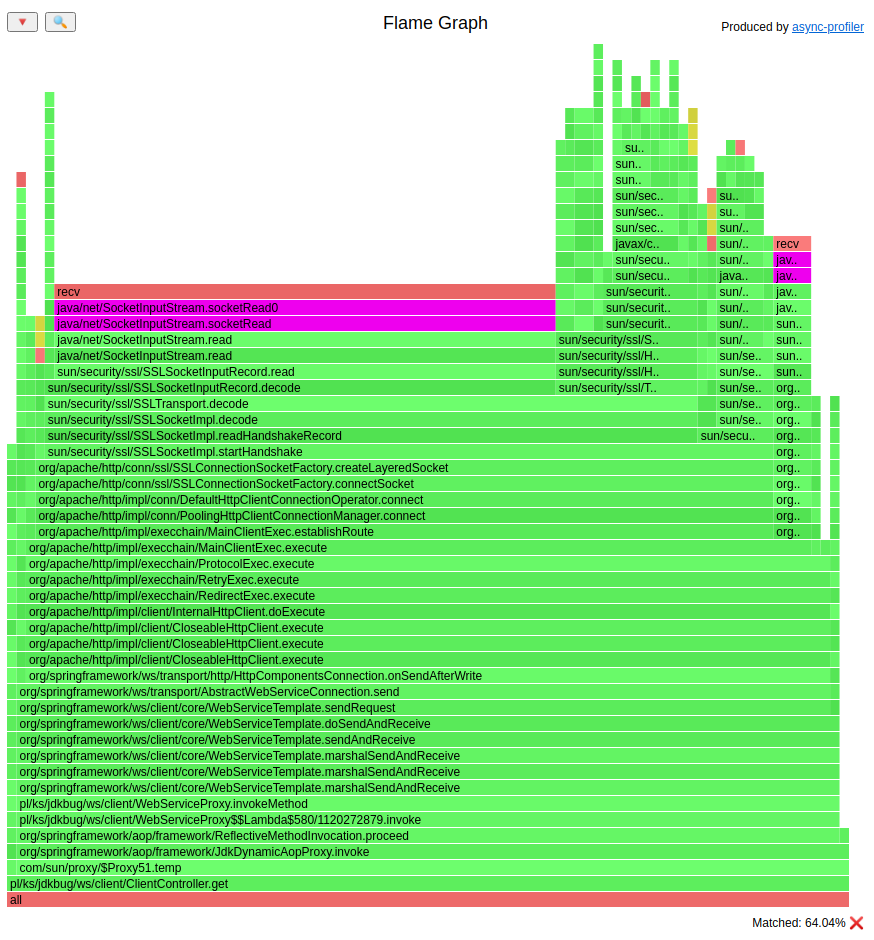 Flame Graph
Produced by async-profiler
su..
sun..
sun..
sun/sec.. su..
sun/sec.. su..
sun/sec.. sun/..
javax/c.. sun/.. recv
sun/secu.. sun/.. jav..
sun/secu.. java.. jav..
recv sun/securit.. sun/.. jav..
java/net/SocketInputStream.socketRead0 sun/securit.. sun/.. jav..
java/net/SocketInputStream.socketRead sun/securit.. sun/.. sun..
java/net/SocketInputStream.read sun/security/ssl/S.. sun/.. sun..
java/net/SocketInputStream.read sun/security/ssl/H.. sun/se.. sun..
sun/security/ssl/SSLSocketInputRecord.read sun/security/ssl/H.. sun/se.. sun..
sun/security/ssl/SSLSocketInputRecord.decode sun/security/ssl/T.. sun/se.. org..
sun/security/ssl/SSLTransport.decode sun/se.. org..
sun/security/ssl/SSLSocketImpl.decode sun/se.. org..
sun/security/ssl/SSLSocketImpl.readHandshakeRecord sun/secu.. org..
sun/security/ssl/SSLSocketImpl.startHandshake org..
org/apache/http/conn/ssl/SSLConnectionSocketFactory.createLayeredSocket org..
org/apache/http/conn/ssl/SSLConnectionSocketFactory.connectSocket org..
org/apache/http/impl/conn/DefaultHttpClientConnectionOperator.connect org..
org/apache/http/impl/conn/PoolingHttpClientConnectionManager.connect org..
org/apache/http/impl/execchain/MainClientExec.establishRoute org..
org/apache/http/impl/execchain/MainClientExec.execute
org/apache/http/impl/execchain/ProtocolExec.execute
org/apache/http/impl/execchain/RetryExec.execute
org/apache/http/impl/execchain/RedirectExec.execute
org/apache/http/impl/client/InternalHttpClient.doExecute
org/apache/http/impl/client/CloseableHttpClient.execute
org/apache/http/impl/client/CloseableHttpClient.execute
org/apache/http/impl/client/CloseableHttpClient.execute
org/springframework/ws/transport/http/HttpComponentsConnection.onSendAfterWrite
org/springframework/ws/transport/AbstractWebServiceConnection.send
org/springframework/ws/client/core/WebServiceTemplate.sendRequest
org/springframework/ws/client/core/WebServiceTemplate.doSendAndReceive
org/springframework/ws/client/core/WebServiceTemplate.sendAndReceive
org/springframework/ws/client/core/WebServiceTemplate.marshalSendAndReceive
org/springframework/ws/client/core/WebServiceTemplate.marshalSendAndReceive
org/springframework/ws/client/core/WebServiceTemplate.marshalSendAndReceive
pl/ks/jdkbug/ws/client/WebServiceProxy.invokeMethod
pl/ks/jdkbug/ws/client/WebServiceProxy$$Lambda$580/1120272879.invoke
org/springframework/aop/framework/ReflectiveMethodInvocation.proceed
org/springframework/aop/framework/JdkDynamicAopProxy.invoke
com/sun/proxy/$Proxy51.temp
pl/ks/jdkbug/ws/client/ClientController.get
all
Matched: 64.04%